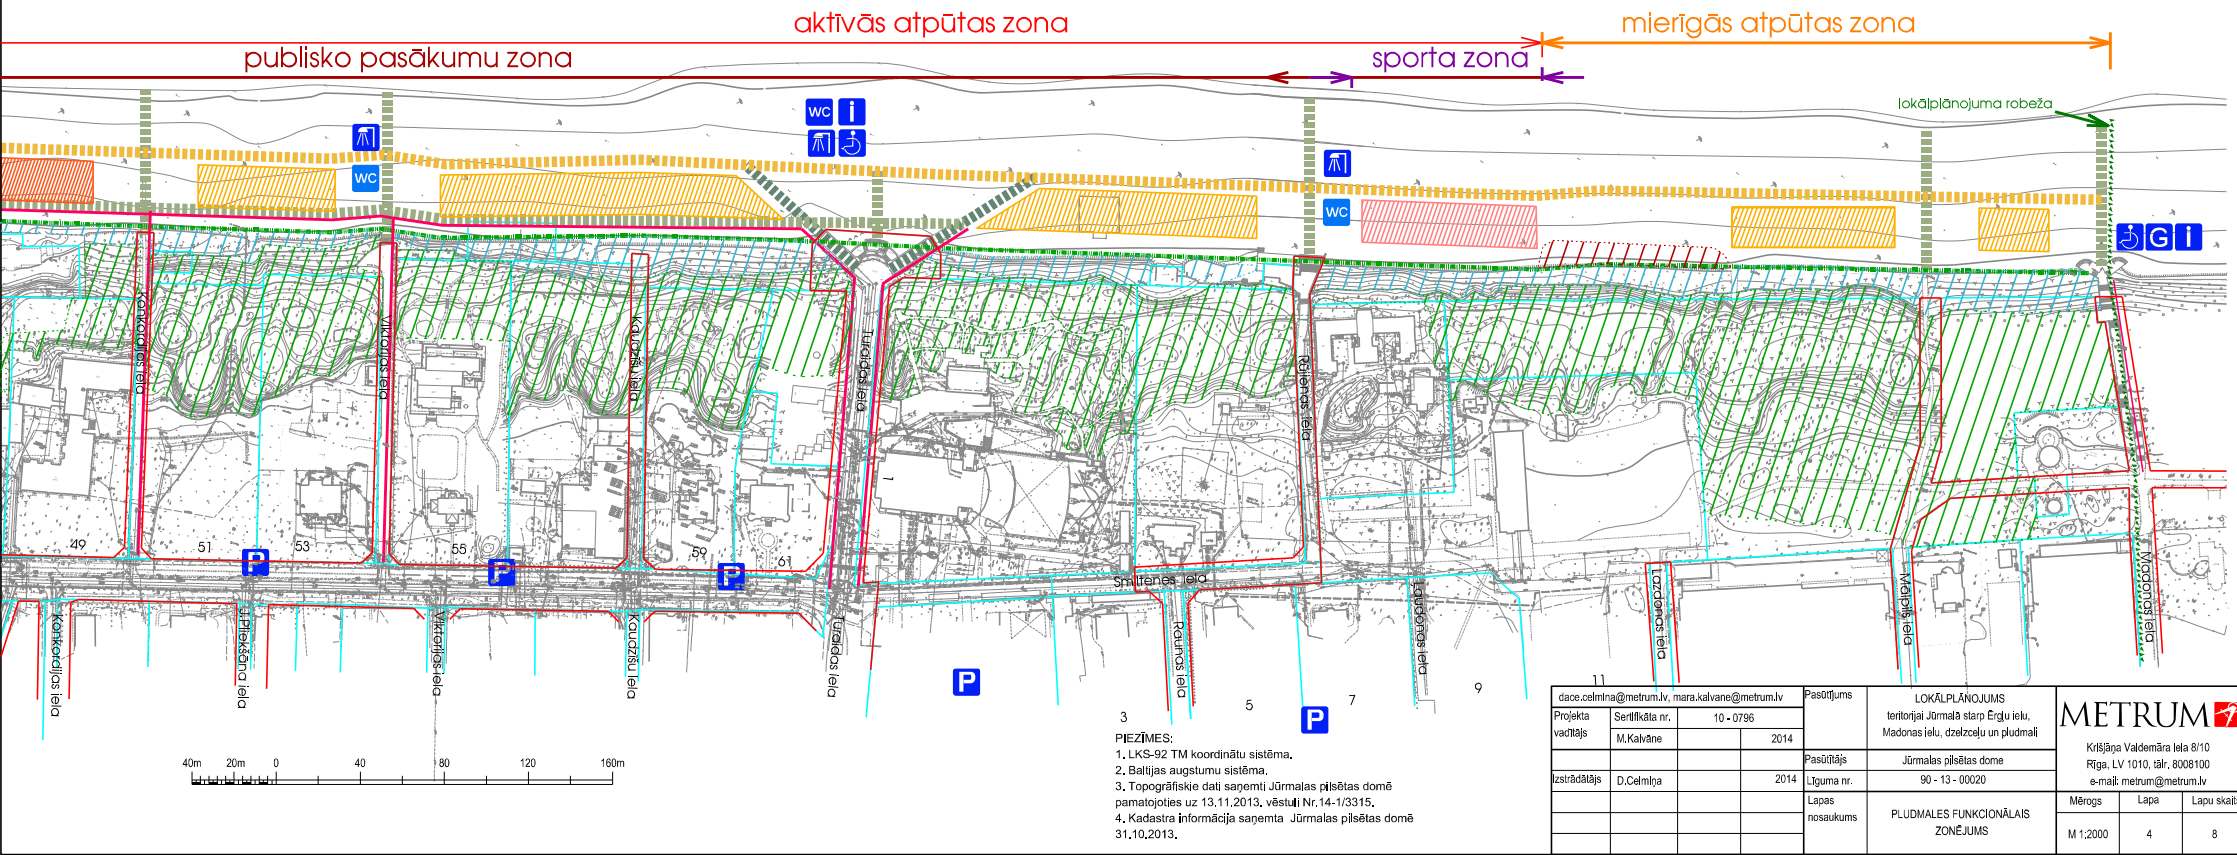 aktīvās atpūtas zona
mierīgās atpūtas zona
publisko pasākumu zona
sporta zona
lokālplānojuma robeža
WC i
WC
WC
G i
Konkordijas iela
Viktorijas iela
Kaudzīšu iela
Turaidas iela
Rūjienas iela
1
49
51
53
55
59
61
P
P
P
Smiltenes iela
Konkordijas iela
J.Pliekšāna iela
Viktorijas iela
Kaudzīšu iela
Turaidas iela
Raunas iela
Laudonas iela
Lazdonas iela
Mālpils iela
Madonas iela
P
P
3
5
7
9
11
40m 20m 0 40 80 120 160m
PIEZĪMES:
1. LKS-92 TM koordinātu sistēma.
2. Baltijas augstumu sistēma.
3. Topogrāfiskie dati saņemti Jūrmalas pilsētas domē
pamatojoties uz 13.11.2013. vēstuli Nr.14-1/3315.
4. Kadastra informācija saņemta Jūrmalas pilsētas domē
31.10.2013.
dace.celmina@metrum.lv, mara.kalvane@metrum.lv
Projekta
vadītājs
Sertifikāta nr.
10 - 0796
M.Kalvāne
2014
Izstrādātājs
D.Celmiņa
2014
Pasūtījums
LOKĀLPLĀNOJUMS
teritorijai Jūrmalā starp Ērgļu ielu,
Madonas ielu, dzelzceļu un pludmali
Pasūtītājs
Jūrmalas pilsētas dome
Līguma nr.
90 - 13 - 00020
Lapas
nosaukums
PLUDMALES FUNKCIONĀLAIS
ZONĒJUMS
METRUM
Krišjāņa Valdemāra iela 8/10
Rīga, LV 1010, tālr. 8008100
e-mail: metrum@metrum.lv
Mērogs Lapa Lapu skaits
M 1:2000 4 8